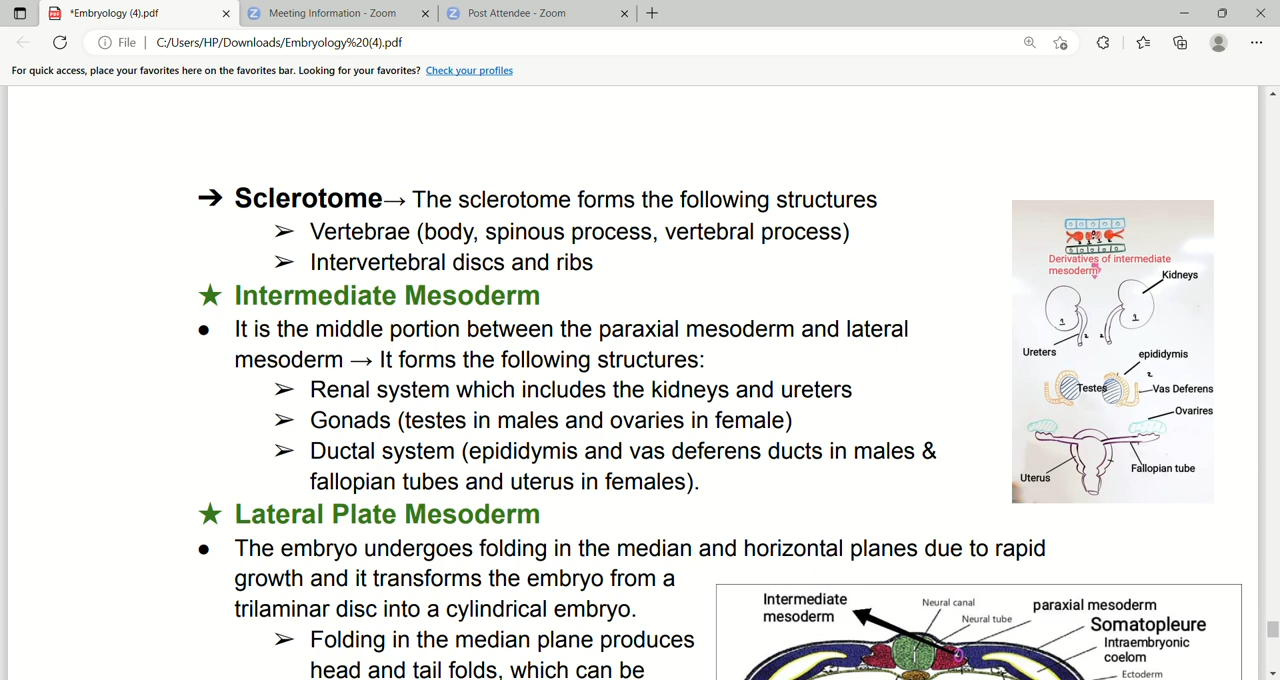 *Embryology (4).pdf
Meeting Information - Zoom
Post Attendee - Zoom
File
C:/Users/HP/Downloads/Embryology%20(4).pdf
For quick access, place your favorites here on the favorites bar. Looking for your favorites? Check your profiles
➔ Sclerotome→ The sclerotome forms the following structures
➢ Vertebrae (body, spinous process, vertebral process)
➢ Intervertebral discs and ribs
★ Intermediate Mesoderm
● It is the middle portion between the paraxial mesoderm and lateral
mesoderm → It forms the following structures:
➢ Renal system which includes the kidneys and ureters
➢ Gonads (testes in males and ovaries in female)
➢ Ductal system (epididymis and vas deferens ducts in males &
fallopian tubes and uterus in females).
★ Lateral Plate Mesoderm
● The embryo undergoes folding in the median and horizontal planes due to rapid
growth and it transforms the embryo from a
trilaminar disc into a cylindrical embryo.
➢ Folding in the median plane produces
head and tail folds, which can be
Derivatives of intermediate
mesoderm
Kidneys
1
1
2
2
Ureters
epididymis
2
Testes
Vas Deferens
Ovarires
Uterus
Fallopian tube
Intermediate
mesoderm
Neural canal
Neural tube
paraxial mesoderm
Somatopleure
Intraembryonic
coelom
Ectoderm